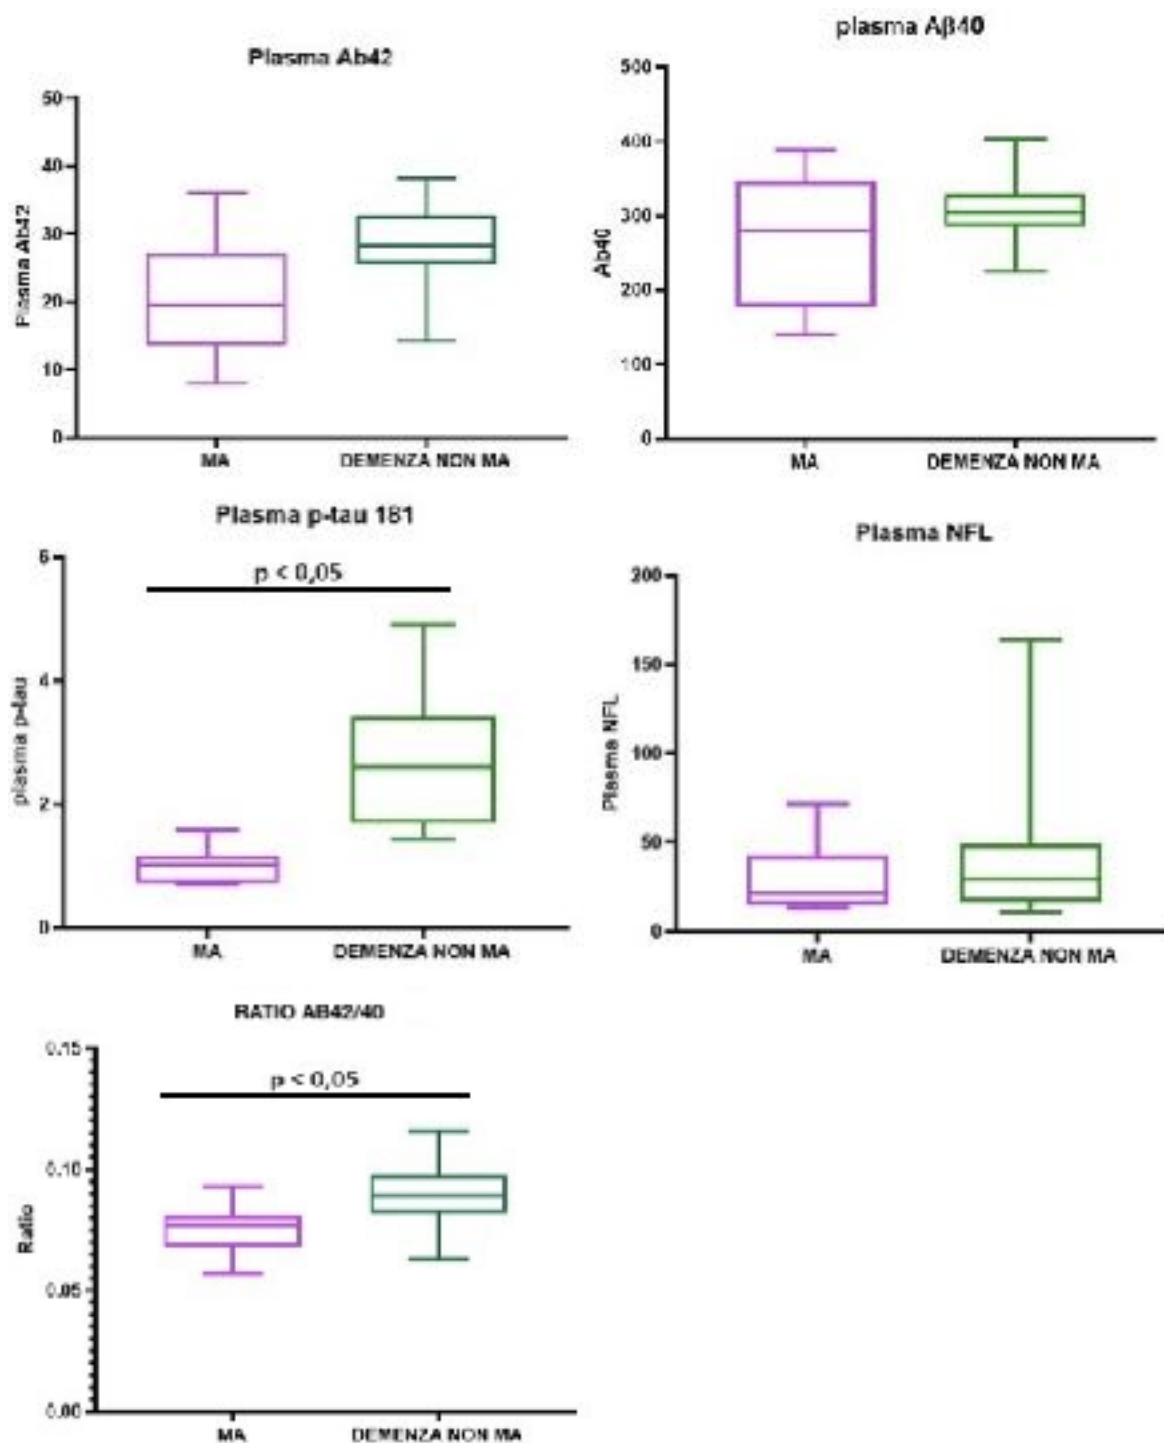 Plasma Ab42
50
40
30
20
10
0
Plasma Ab42
MA
DEMENZA NON MA
plasma Aβ40
500
400
300
200
100
0
Ab40
MA
DEMENZA NON MA
Plasma p-tau 181
p < 0,05
6
4
2
0
plasma p-tau
MA
DEMENZA NON MA
Plasma NFL
200
150
100
50
0
Plasma NFL
MA
DEMENZA NON MA
RATIO AB42/40
p < 0,05
0.15
0.10
0.05
0.00
Ratio
MA
DEMENZA NON MA